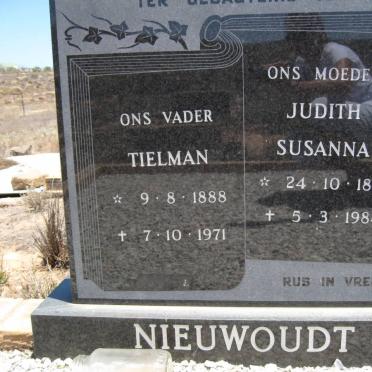 TER
ONS VADER
TIELMAN
☆ 9·8·1888
✝ 7·10·1971
ONS MOEDE
JUDITH
SUSANNA
☆ 24·10·18
✝ 5·3·198
RUS IN VRE
NIEUWOUDT